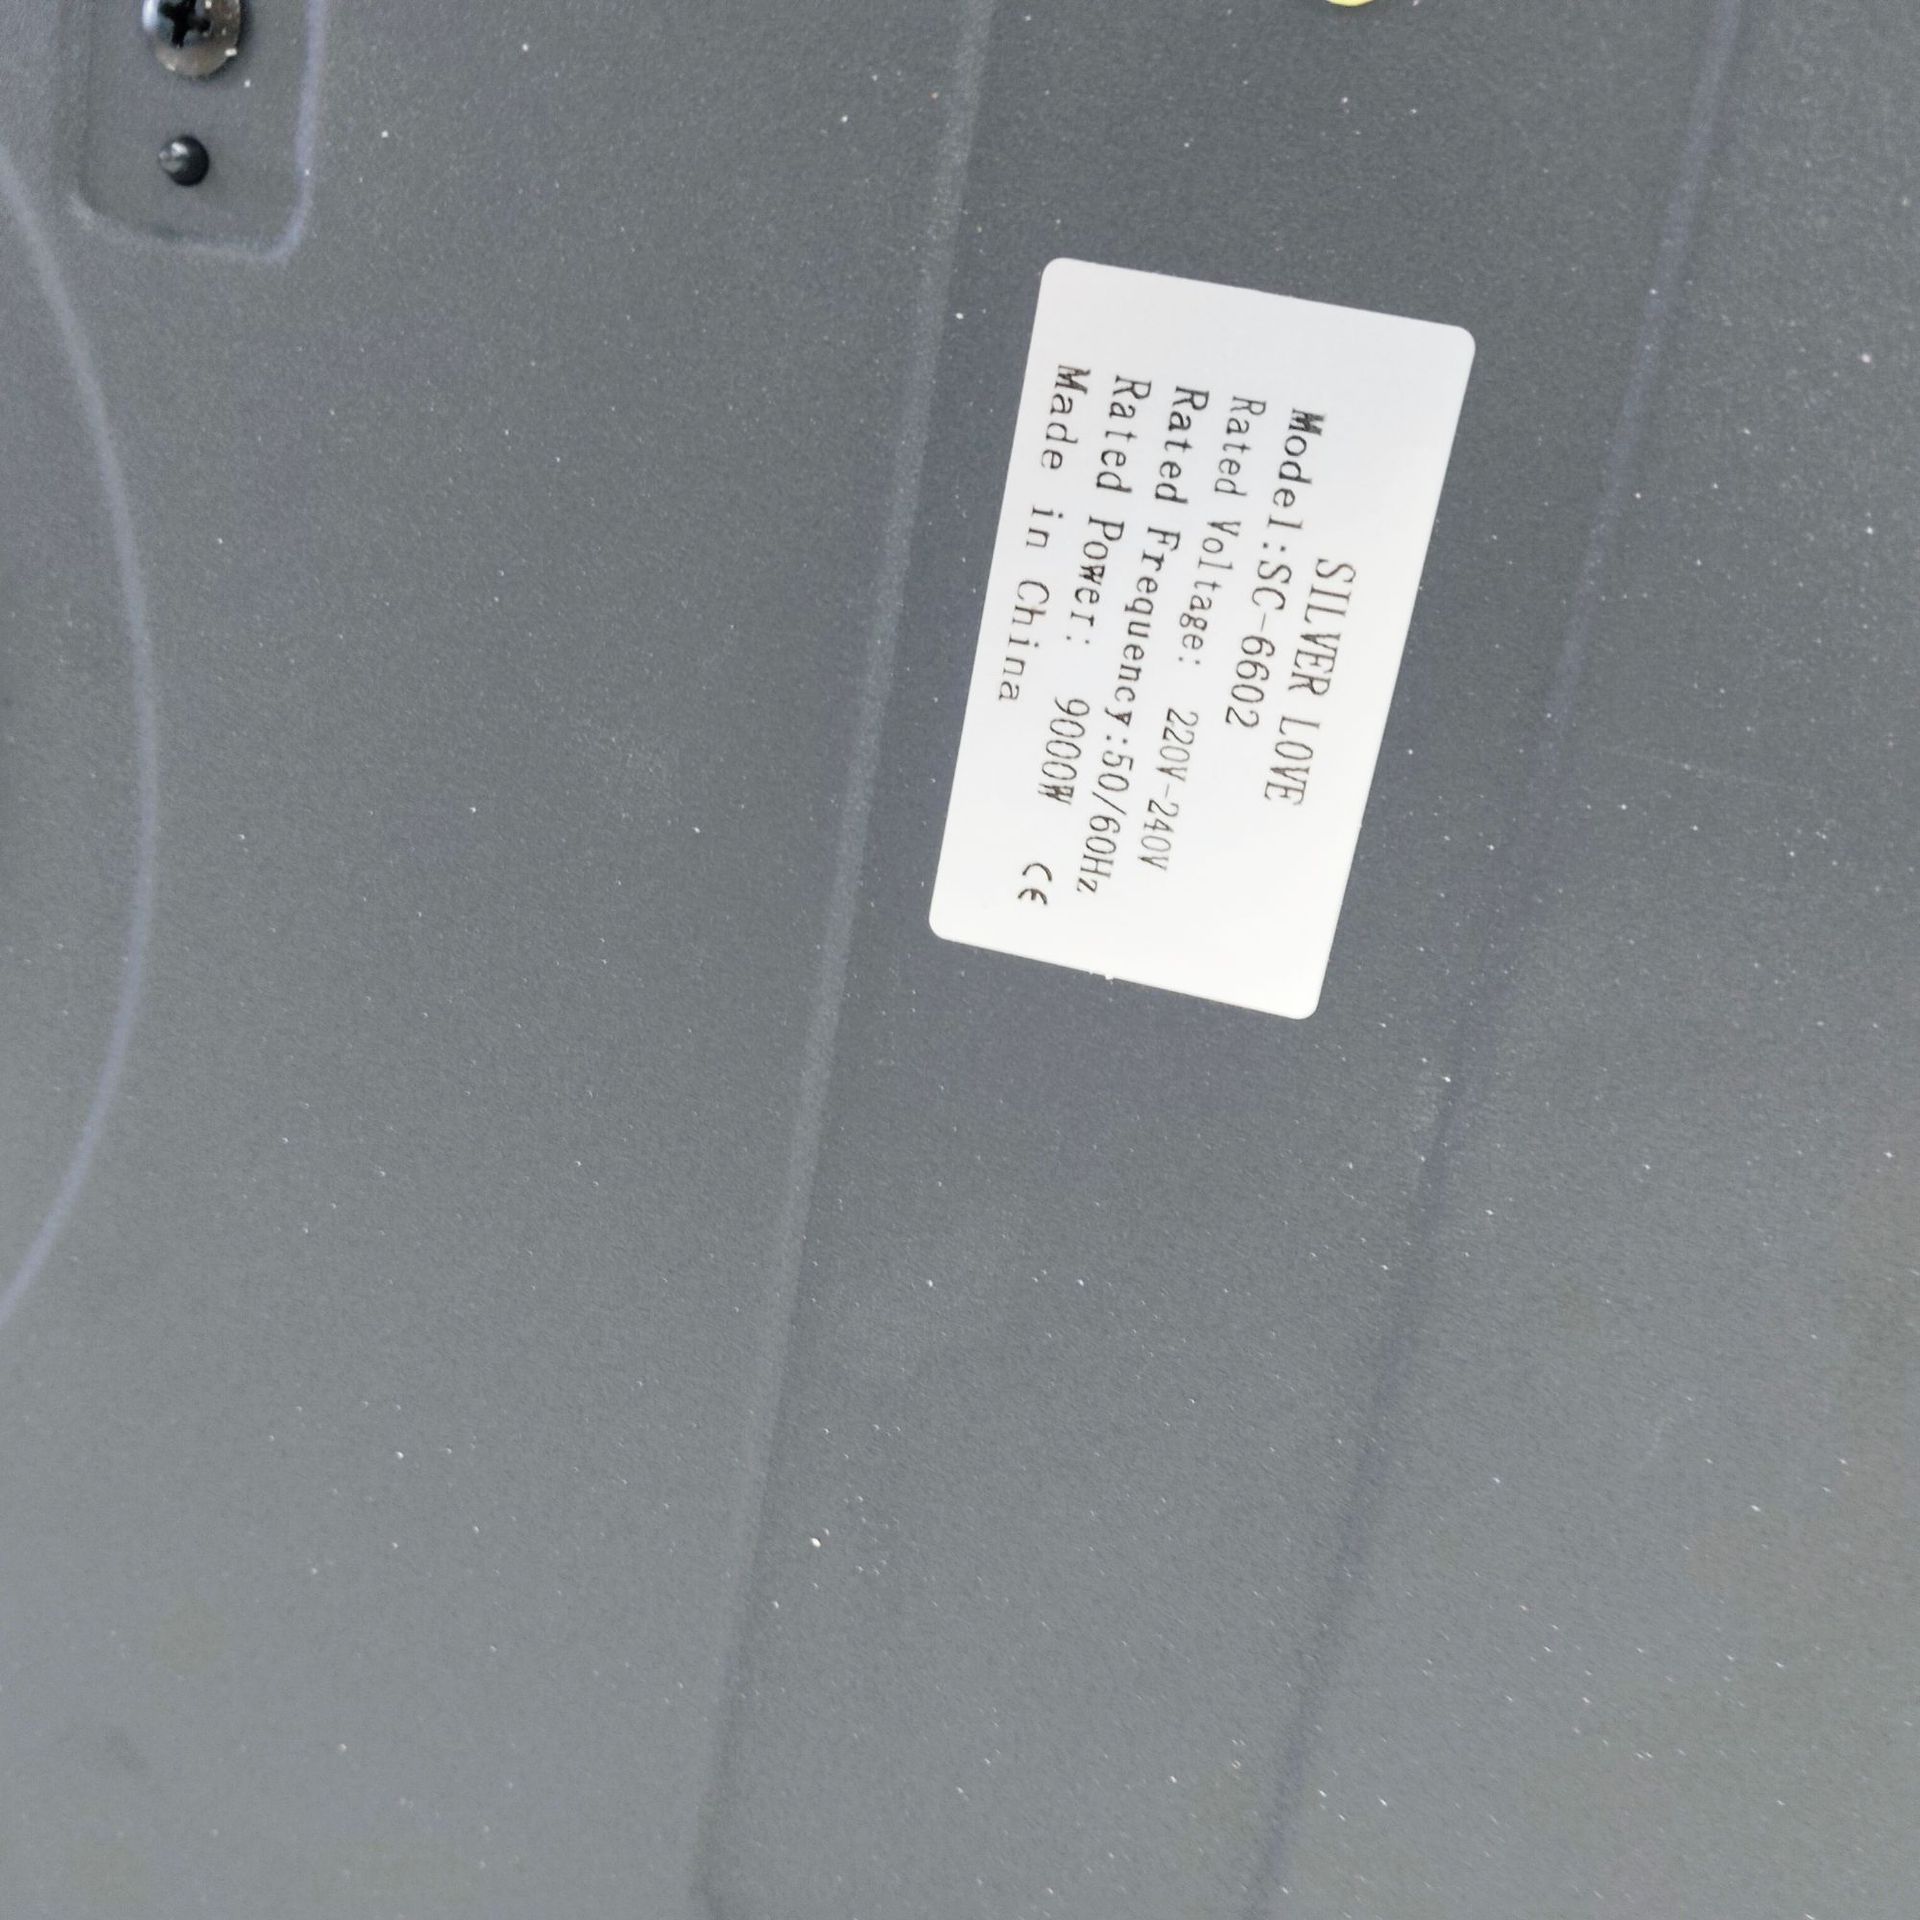 SILVER LOVE
Model:SC-6602
Rated Voltage: 220V-240V
Rated Frequency:50/60Hz
Rated Power: 9000W
Made in China CE